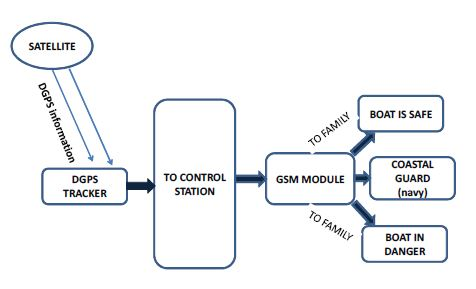 SATELLITE
DGPS information
DGPS
TRACKER
TO CONTROL
STATION
GSM MODULE
TO FAMILY
BOAT IS SAFE
COASTAL
GUARD
(navy)
TO FAMILY
BOAT IN
DANGER